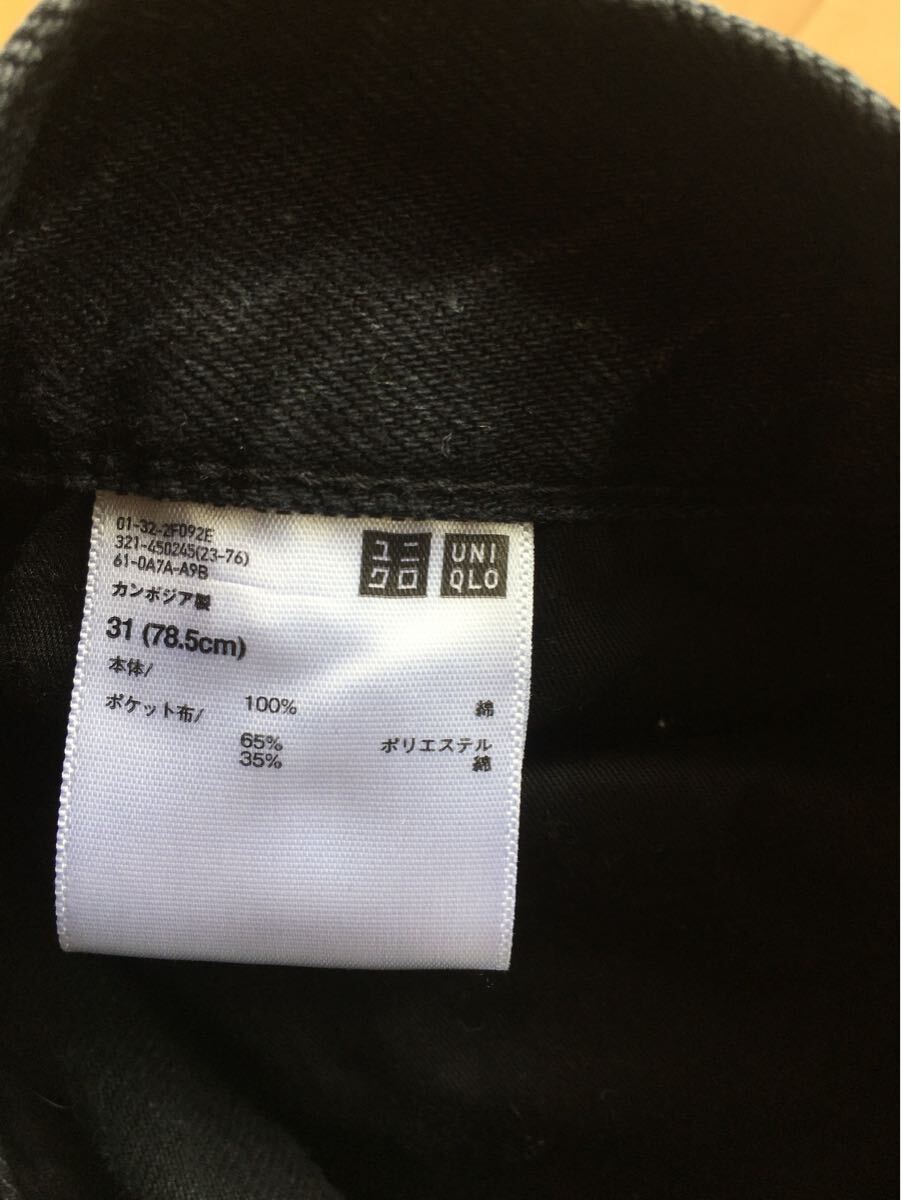 01-32-2F092E
321-450245(23-76)
61-0A7A-A9B
ユニ
クロ
UNI
QLO
カンボジア製
31 (78.5cm)
本体/
100% 綿
ポケット布/
65% ポリエステル
35% 綿